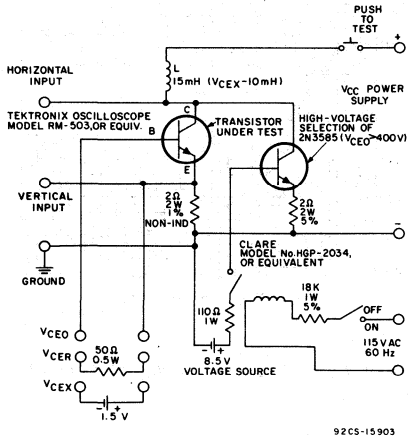 PUSH
TO
TEST
+
L
15mH (VCEX-10mH)
HORIZONTAL
INPUT
VCC POWER
SUPPLY
C
TRANSISTOR
UNDER TEST
HIGH-VOLTAGE
SELECTION OF
2N3585 (VCEO>400V)
TEKTRONIX OSCILLOSCOPE
MODEL RM-503,OR EQUIV.
B
E
VERTICAL
INPUT
2Ω
2W
1%
NON-IND
2Ω
2W
5%
-
GROUND
CLARE
MODEL No.HGP-2034,
OR EQUIVALENT
110Ω
1W
18K
1W
5%
OFF
ON
115 VAC
60 Hz
VCEO
VCER
50Ω
0.5W
VCEX
- +
1.5 V
- +
8.5V
VOLTAGE SOURCE
92CS-15903